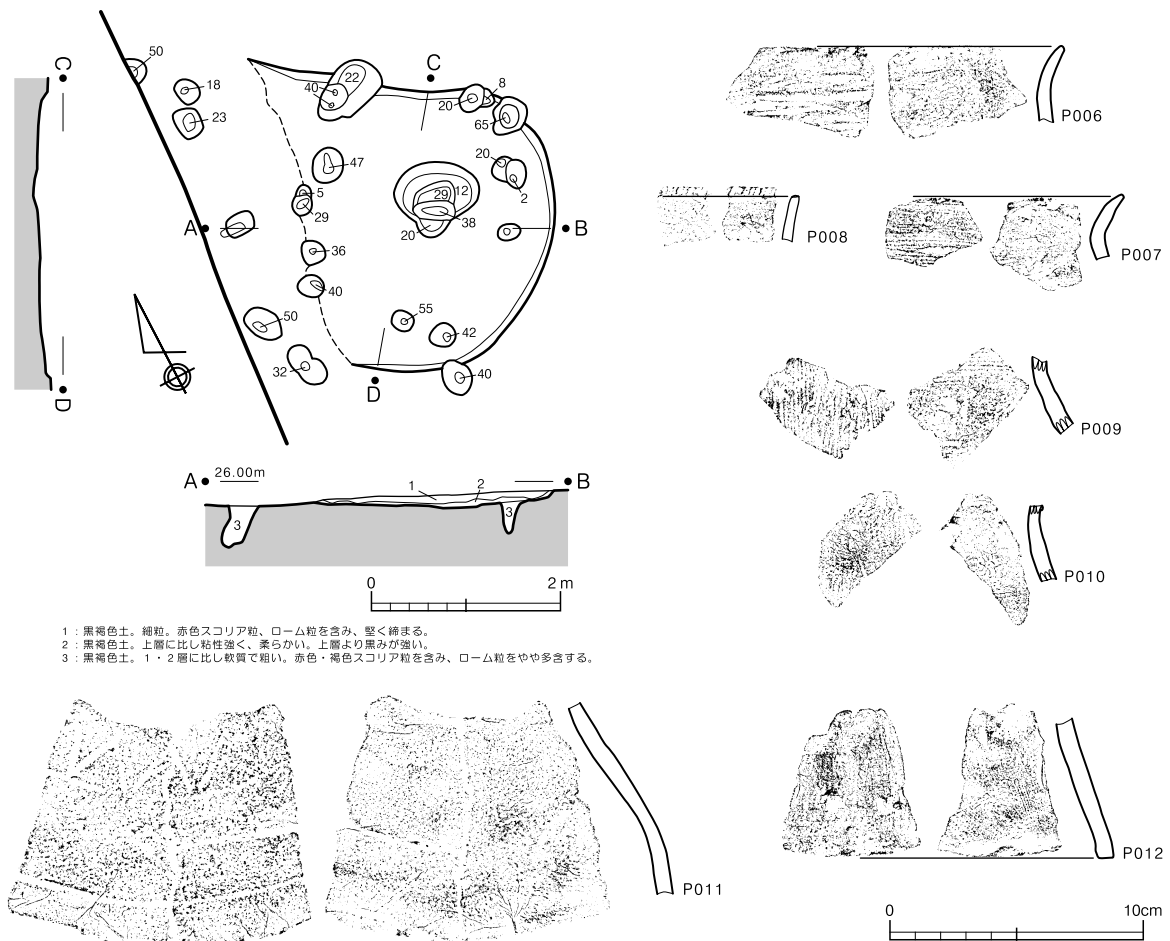 C
50
18
23
40
22
20
8
65
47
20
2
5
29
29
12
38
20
A
B
36
40
50
32
55
42
40
C
D
D
A
26.00m
B
1
2
3
3
0
2m
1：黒褐色土。細粒。赤色スコリア粒、ローム粒を含み、堅く締まる。
2：黒褐色土。上層に比し粘性強く、柔らかい。上層より黒みが強い。
3：黒褐色土。1・2層に比し軟質で粗い。赤色・褐色スコリア粒を含み、ローム粒をやや多含する。
P006
P008
P007
P009
P010
P011
P012
0
10cm